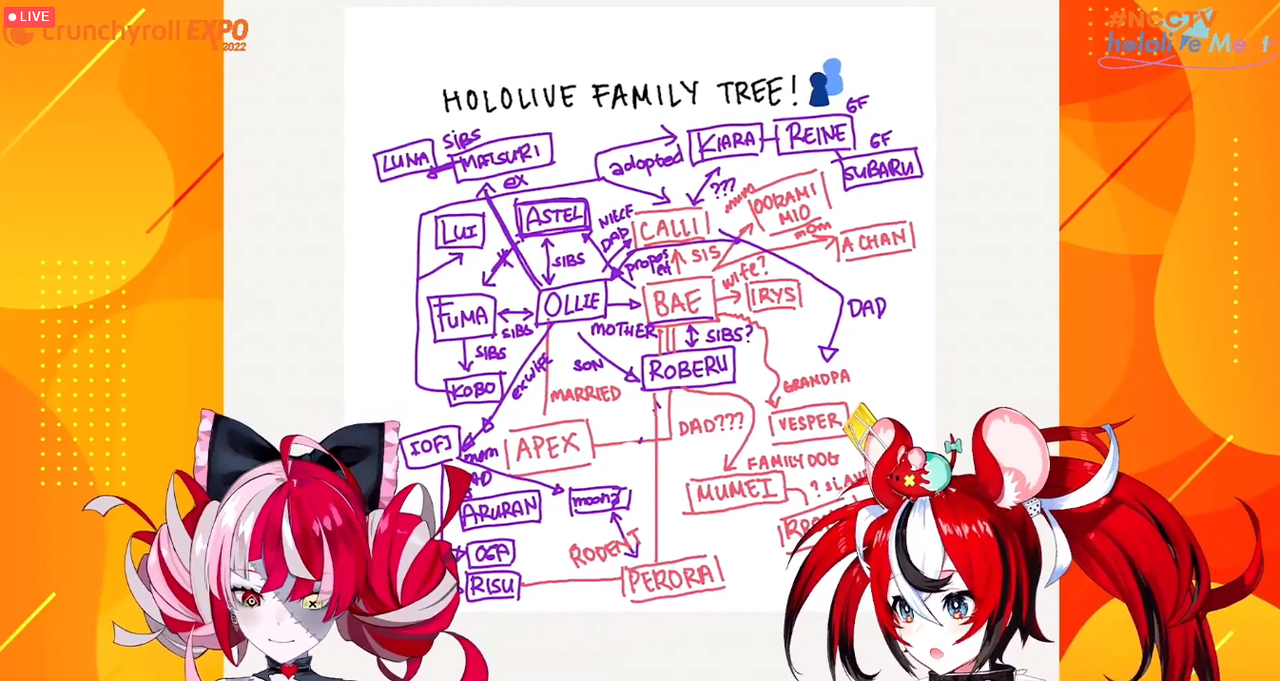 LIVE
crunchyroll EXPO
2022
#NCCTV
hololive Meet
HOLOLIVE FAMILY TREE!
GF
SIBS
LUNA
MATSURI
adopted
KIARA
REINE
GF
SUBARU
ex
???
mum
OOKAMI
MIO
LUI
ASTEL
NIECE
DAD
CALLI
mom
A CHAN
SIBS
SIS
wife?
FUMA
OLLIE
BAE
IRYS
SIBS
MOTHER
SIBS?
DAD
SIBS
ex wife
SON
ROBERU
KOBO
MARRIED
GRANDPA
IOFI
APEX
DAD???
VESPER
mom
FAMILY DOG
ARURAN
moona
MUMEI
RODENT
OGA
RISU
PEKORA